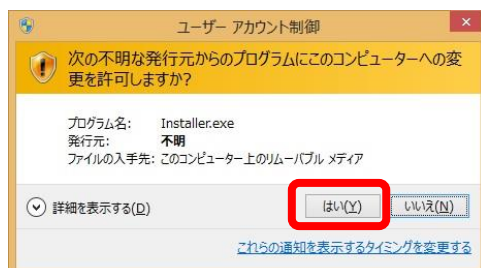 ユーザー アカウント制御
次の不明な発行元からのプログラムにこのコンピューターへの変
更を許可しますか?
プログラム名: Installer.exe
発行元: 不明
ファイルの入手先: このコンピューター上のリムーバブル メディア
詳細を表示する(D) はい(Y) いいえ(N)
これらの通知を表示するタイミングを変更する